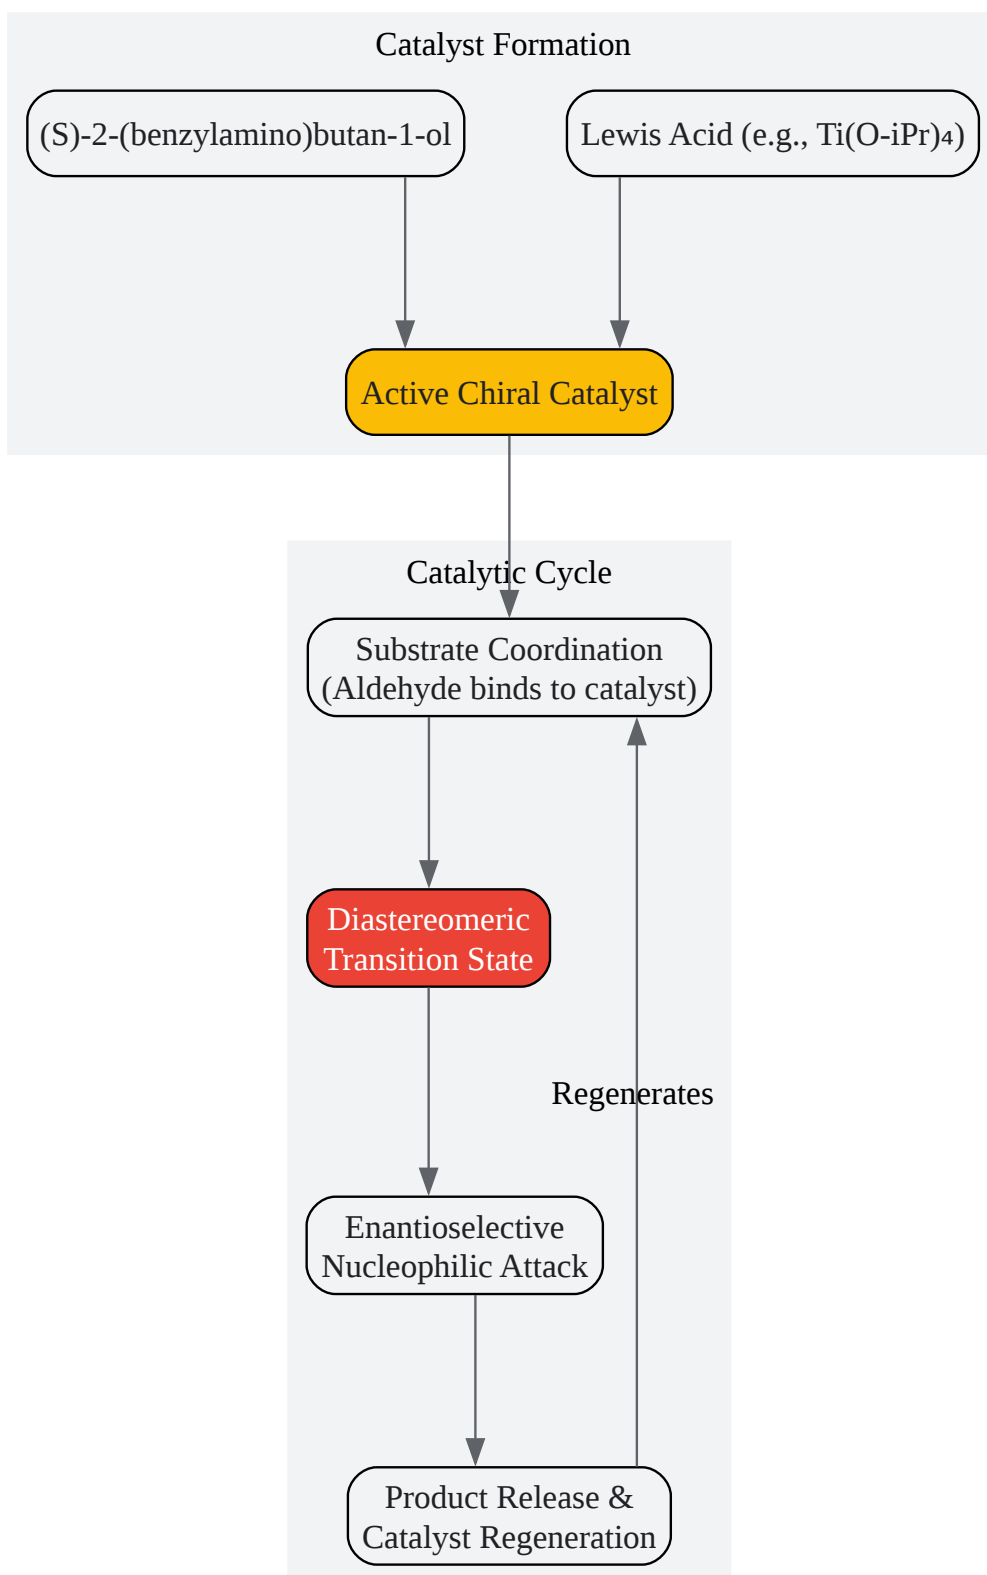 Catalyst Formation
(S)-2-(benzylamino)butan-1-ol
Lewis Acid (e.g., Ti(O-iPr)₄)
Active Chiral Catalyst
Catalytic Cycle
Substrate Coordination
(Aldehyde binds to catalyst)
Diastereomeric
Transition State
Regenerates
Enantioselective
Nucleophilic Attack
Product Release &
Catalyst Regeneration